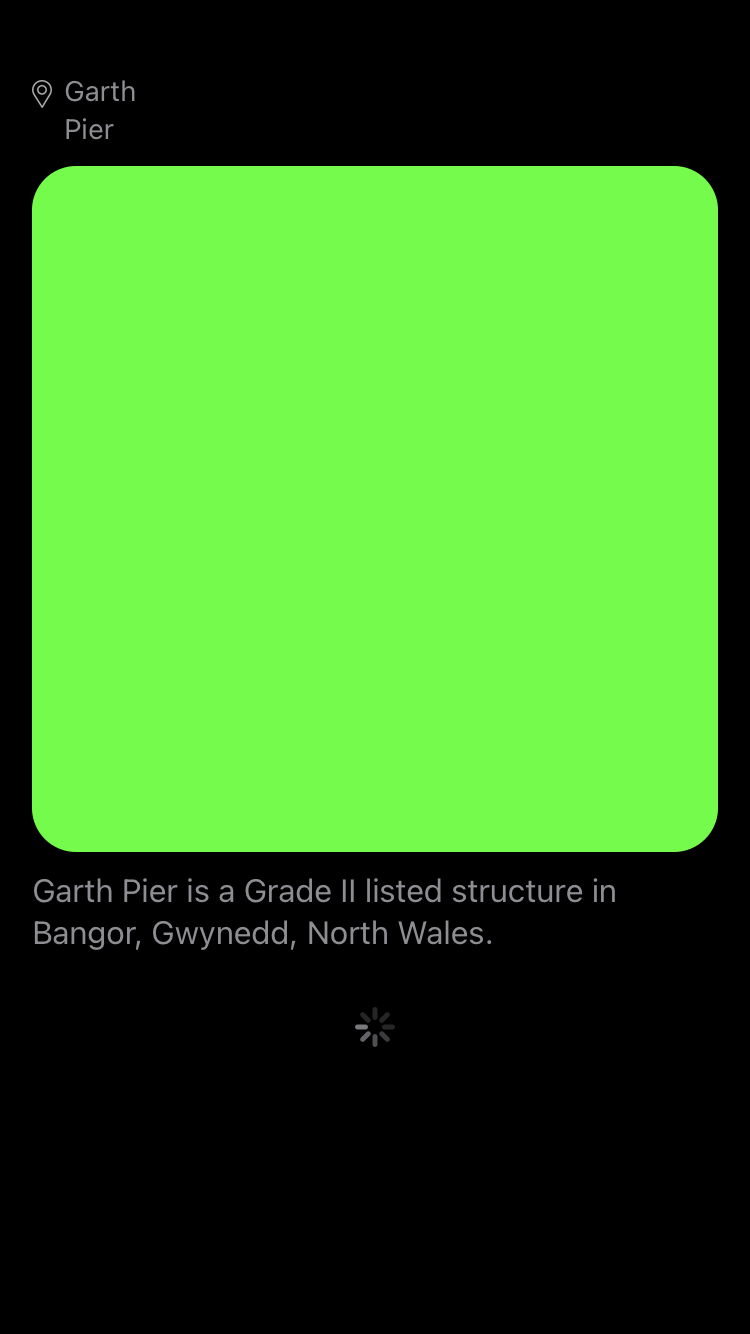 Garth
Pier
Garth Pier is a Grade II listed structure in
Bangor, Gwynedd, North Wales.